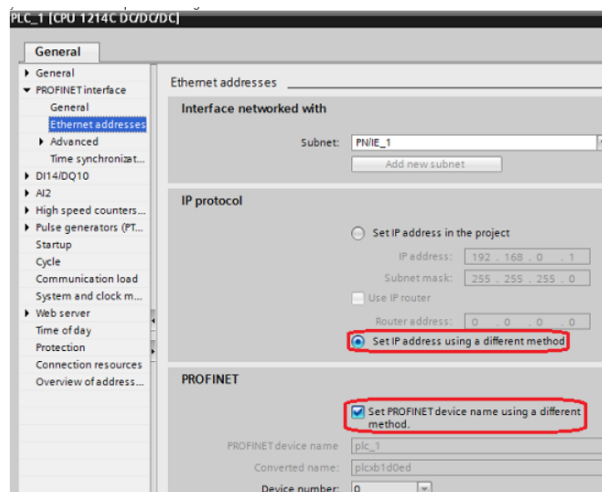 PLC_1 [CPU 1214C DC/DC/DC]
General
General
PROFINET interface
General
Ethernet addresses
Advanced
Time synchronizat...
DI14/DQ10
AI2
High speed counters...
Pulse generators (PT...
Startup
Cycle
Communication load
System and clock m...
Web server
Time of day
Protection
Connection resources
Overview of address...
Ethernet addresses
Interface networked with
Subnet: PN/IE_1
Add new subnet
IP protocol
Set IP address in the project
IP address: 192 . 168 . 0 . 1
Subnet mask: 255 . 255 . 255 . 0
Use IP router
Router address: 0 . 0 . 0 . 0
Set IP address using a different method
PROFINET
Set PROFINET device name using a different
method.
PROFINET device name plc_1
Converted name: plcxb1d0ed
Device number: 0